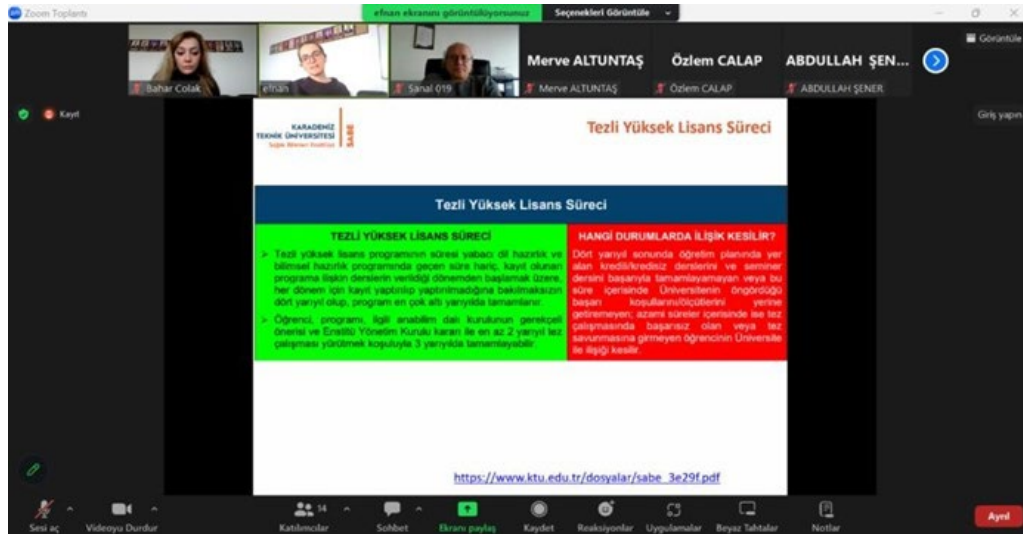 Zoom Toplantı
efnan ekranını görüntülüyorsunuz
Seçenekleri Görüntüle
Görüntüle
Bahar Colak
efnan
Sanal 019
Merve ALTUNTAŞ
Merve ALTUNTAŞ
Özlem CALAP
Özlem CALAP
ABDULLAH ŞEN...
ABDULLAH ŞENER
Kayıt
Giriş yapın
KARADENİZ
TEKNİK ÜNİVERSİTESİ
Sağlık Bilimleri Enstitüsü
SABE
Tezli Yüksek Lisans Süreci
Tezli Yüksek Lisans Süreci
TEZLİ YÜKSEK LİSANS SÜRECİ
➢ Tezli yüksek lisans programının süresi yabancı dil hazırlık ve
bilimsel hazırlık programında geçen süre hariç, kayıt olunan
programa ilişkin derslerin verildiği dönemden başlamak üzere,
her dönem için kayıt yaptırılıp yaptırılmadığına bakılmaksızın
dört yarıyıl olup, program en çok altı yarıyılda tamamlanır.
➢ Öğrenci, programı, ilgili anabilim dalı kurulunun gerekçeli
önerisi ve Enstitü Yönetim Kurulu kararı ile en az 2 yarıyıl tez
çalışması yürütmek koşuluyla 3 yarıyılda tamamlayabilir.
HANGİ DURUMLARDA İLİŞİK KESİLİR?
Dört yarıyıl sonunda öğretim planında yer
alan kredili/kredisiz derslerini ve seminer
dersini başarıyla tamamlayamayan veya bu
süre içerisinde Üniversitenin öngördüğü
başarı koşullarını/ölçütlerini yerine
getiremeyen; azami süreler içerisinde ise tez
çalışmasında başarısız olan veya tez
savunmasına girmeyen öğrencinin Üniversite
ile ilişiği kesilir.
https://www.ktu.edu.tr/dosyalar/sabe_3e29f.pdf
Sesi aç
Videoyu Durdur
14
Katılımcılar
Sohbet
Ekranı paylaş
Kaydet
Reaksiyonlar
Uygulamalar
Beyaz Tahtalar
Notlar
Ayrıl